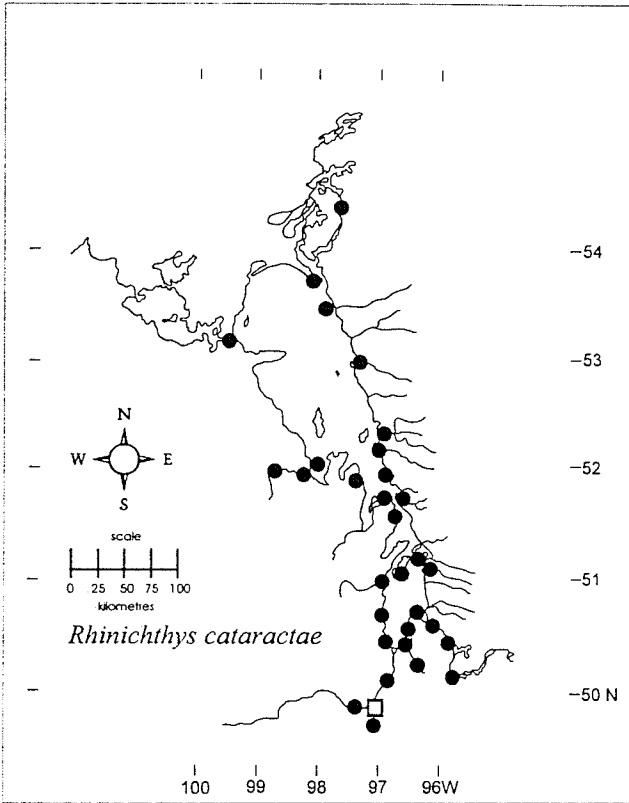 –54
–53
N
W E
S
–52
scale
0 25 50 75 100
kilometres
–51
Rhinichthys cataractae
–50 N
100 99 98 97 96W